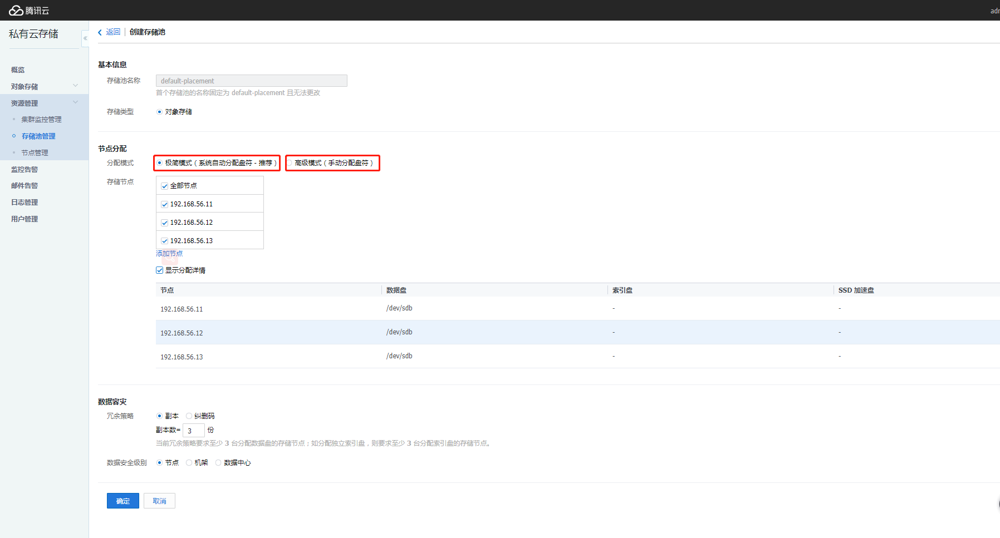 腾讯云
私有云存储
«
返回 创建存储池
概览
对象存储
资源管理
集群监控管理
存储池管理
节点管理
监控告警
邮件告警
日志管理
用户管理
基本信息
存储池名称 default-placement
首个存储池的名称固定为 default-placement 且无法更改
存储类型 对象存储
节点分配
分配模式 极简模式 ( 系统自动分配盘符 - 推荐 ) 高级模式 ( 手动分配盘符 )
存储节点 全部节点
192.168.56.11
192.168.56.12
192.168.56.13
添加节点
显示分配详情
节点 数据盘 索引盘 SSD 加速盘
192.168.56.11 /dev/sdb - -
192.168.56.12 /dev/sdb - -
192.168.56.13 /dev/sdb - -
数据容灾
冗余策略 副本 纠删码
副本数= 3 份
当前冗余策略要求至少 3 台分配数据盘的存储节点；如分配独立索引盘，则要求至少 3 台分配索引盘的存储节点。
数据安全级别 节点 机架 数据中心
确定 取消